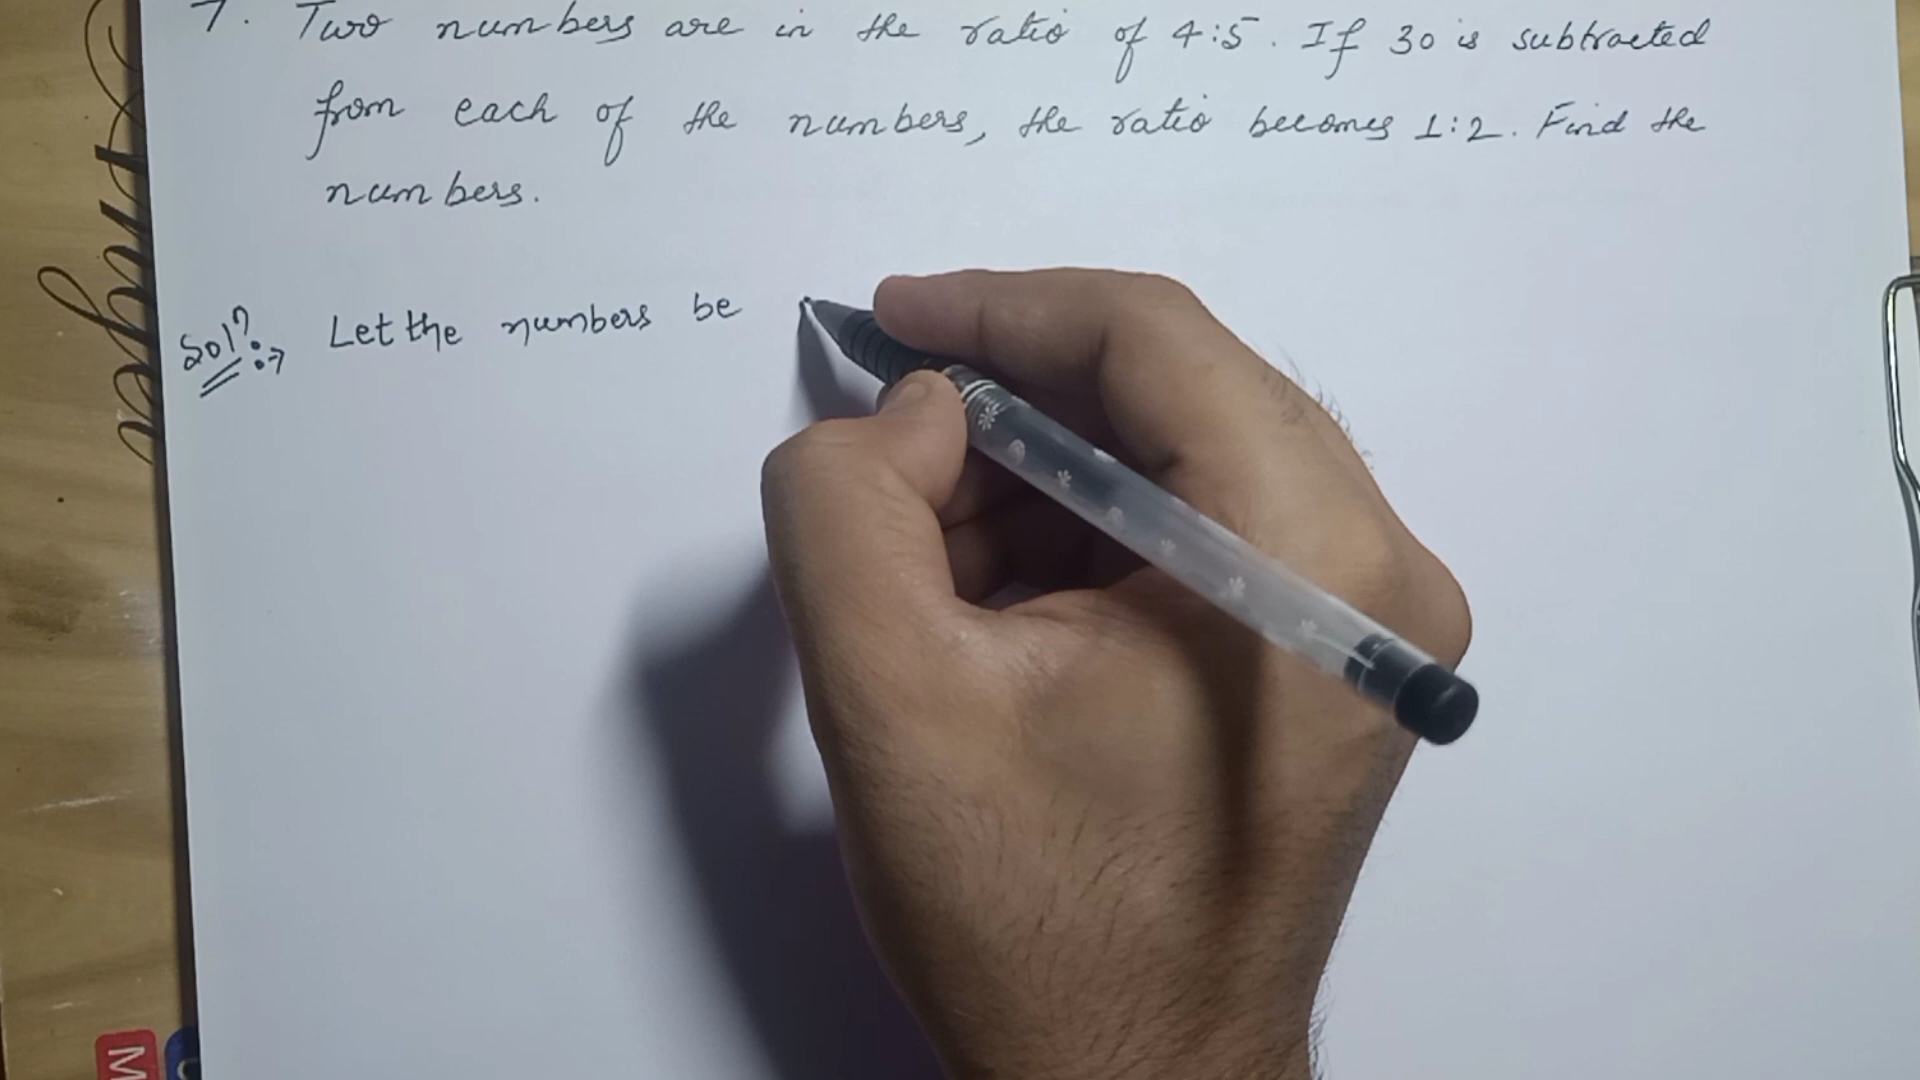 7. Two numbers are in the ratio of 4:5. If 30 is subtracted
from each of the numbers, the ratio becomes 1:2. Find the
numbers.
Soln:→ Let the numbers be
M